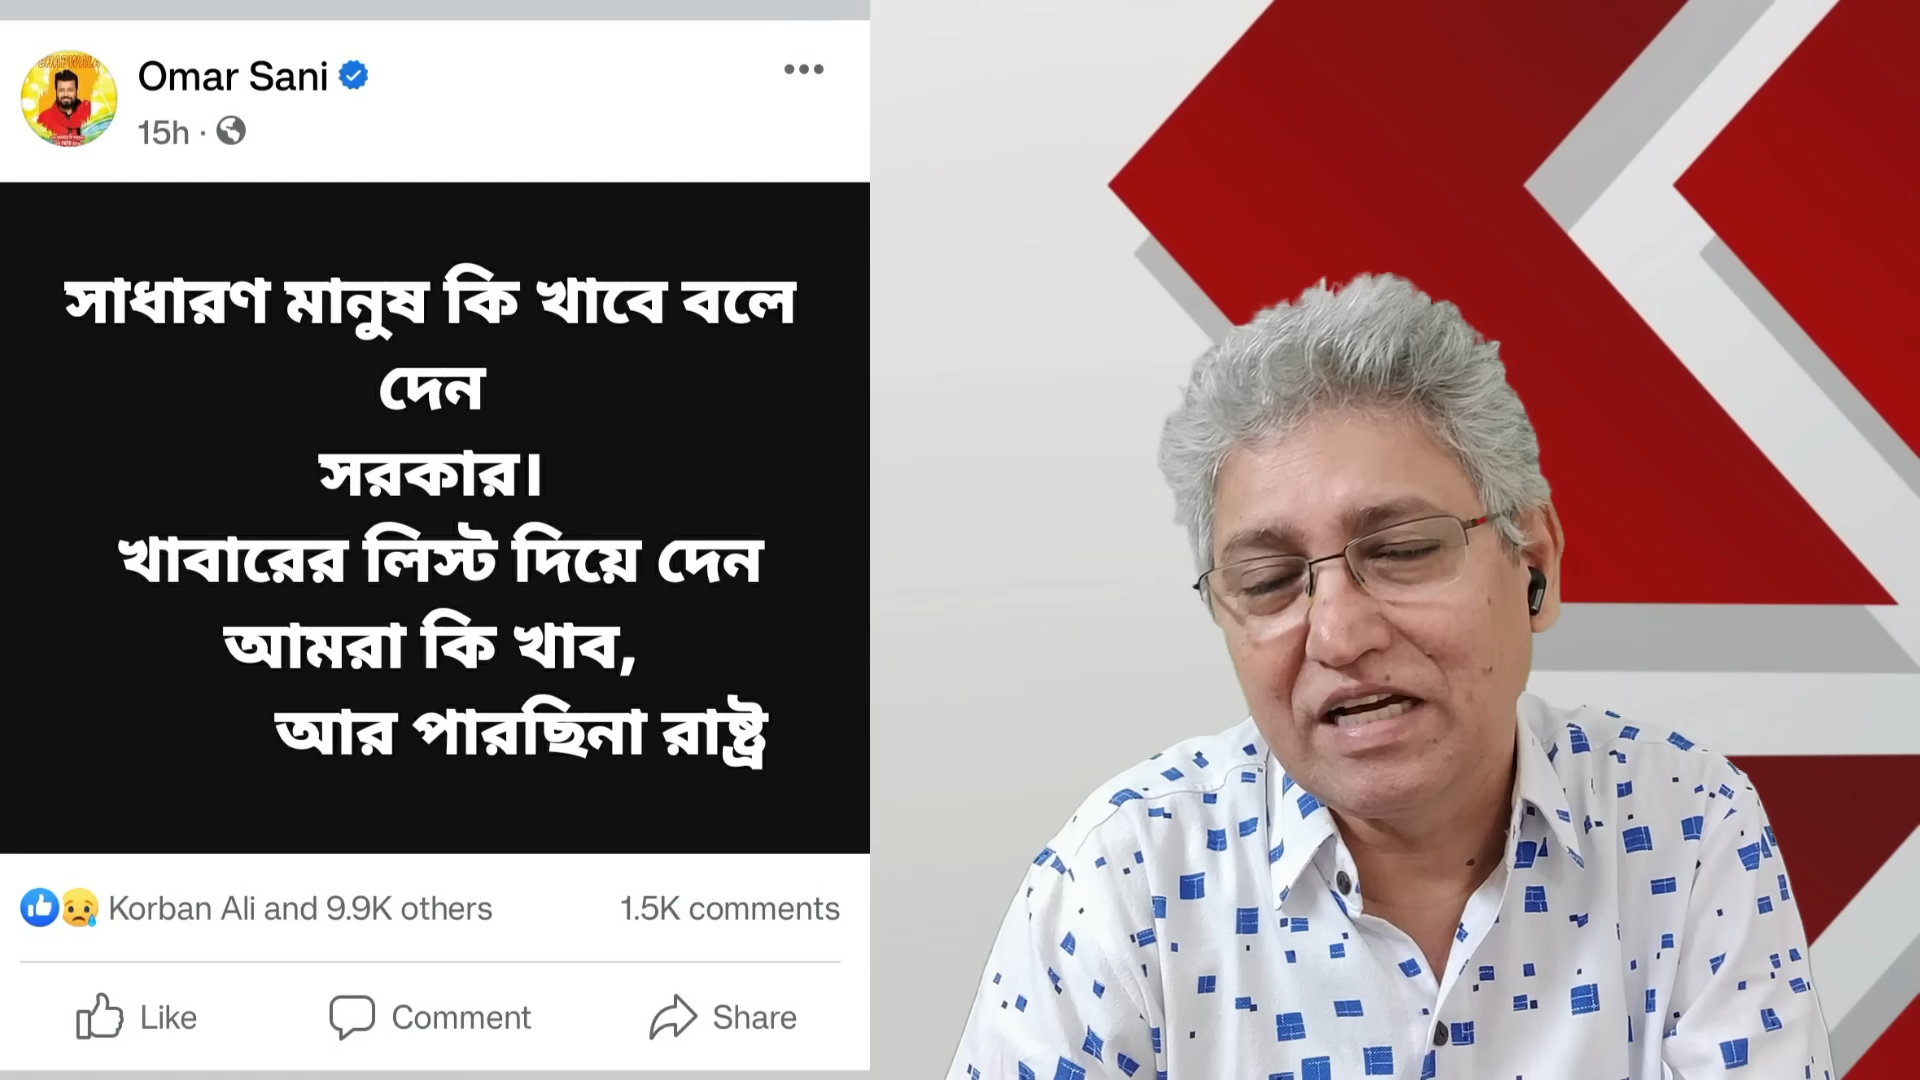 Omar Sani
15h ·
সাধারণ মানুষ কি খাবে বলে
দেন
সরকার।
খাবারের লিস্ট দিয়ে দেন
আমরা কি খাব,
আর পারছিনা রাষ্ট্র
Korban Ali and 9.9K others
1.5K comments
Like
Comment
Share